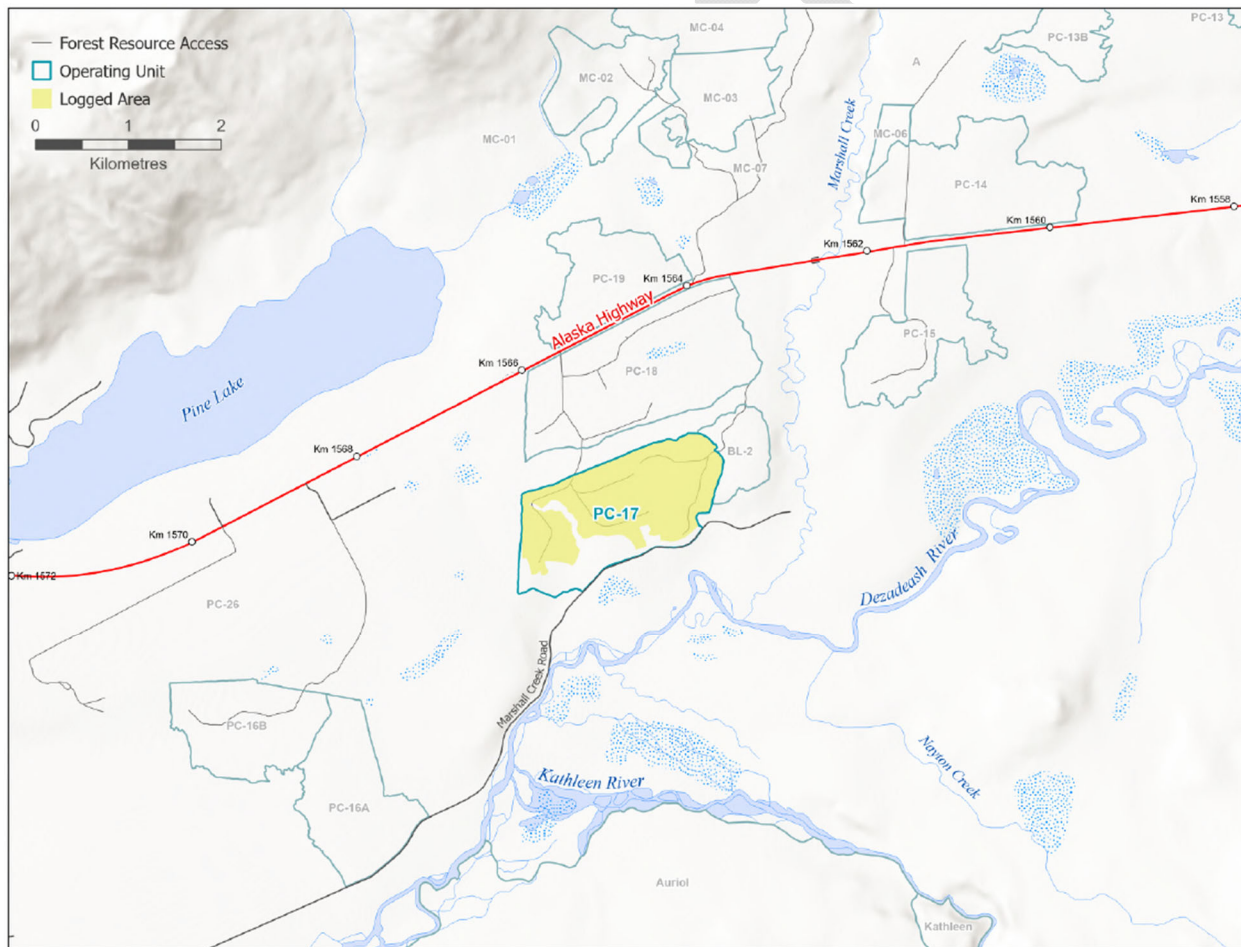 Forest Resource Access
Operating Unit
Logged Area
0 1 2
Kilometres
MC-04
PC-13
PC-13B
MC-02
A
MC-03
MC-01
MC-06
Marshall Creek
MC-07
PC-14
Km 1558
Km 1560
Km 1562
PC-19
Km 1564
Alaska Highway
PC-15
Km 1566
PC-18
Pine Lake
Km 1568
BL-2
PC-17
Km 1570
Dezadeash River
Km 1572
PC-26
Marshall Creek Road
PC-16B
Nayton Creek
Kathleen River
PC-16A
Auriol
Kathleen